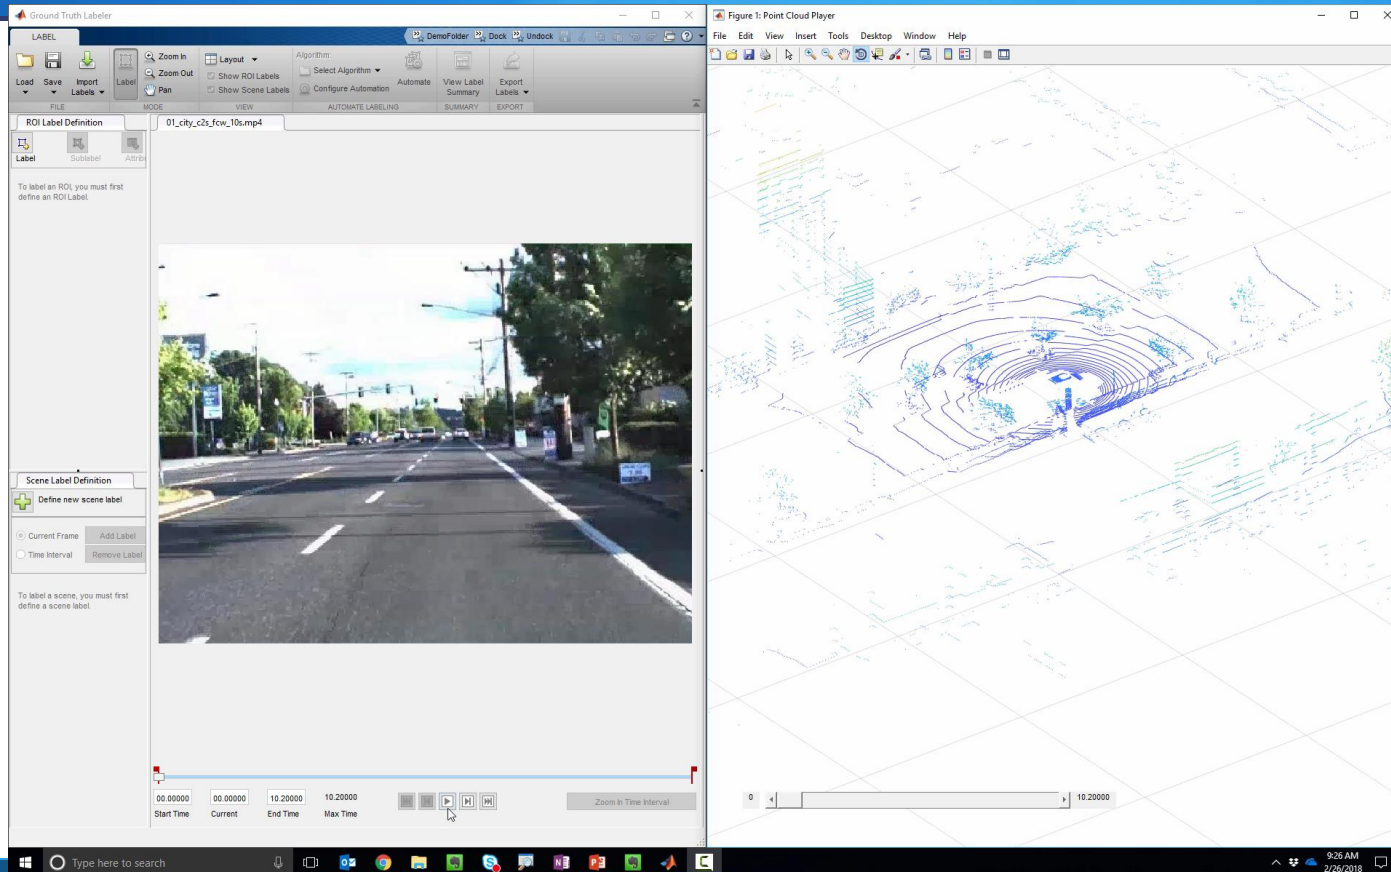 Ground Truth Labeler
LABEL
DemoFolder Dock Undock
Load
Save
Import
Labels
FILE
Label
Zoom In
Zoom Out
Pan
MODE
Layout
Show ROI Labels
Show Scene Labels
VIEW
Algorithm:
Select Algorithm
Configure Automation
Automate
AUTOMATE LABELING
View Label
Summary
SUMMARY
Export
Labels
EXPORT
ROI Label Definition
Label
Sublabel
Attrib
To label an ROI, you must first
define an ROI Label.
01_city_c2s_fcw_10s.mp4
Scene Label Definition
Define new scene label
Current Frame
Add Label
Time Interval
Remove Label
To label a scene, you must first
define a scene label.
00.00000
00.00000
10.20000
10.20000
Start Time
Current
End Time
Max Time
Zoom In Time Interval
Figure 1: Point Cloud Player
File Edit View Insert Tools Desktop Window Help
0
10.20000
Type here to search
9:26 AM
2/26/2018